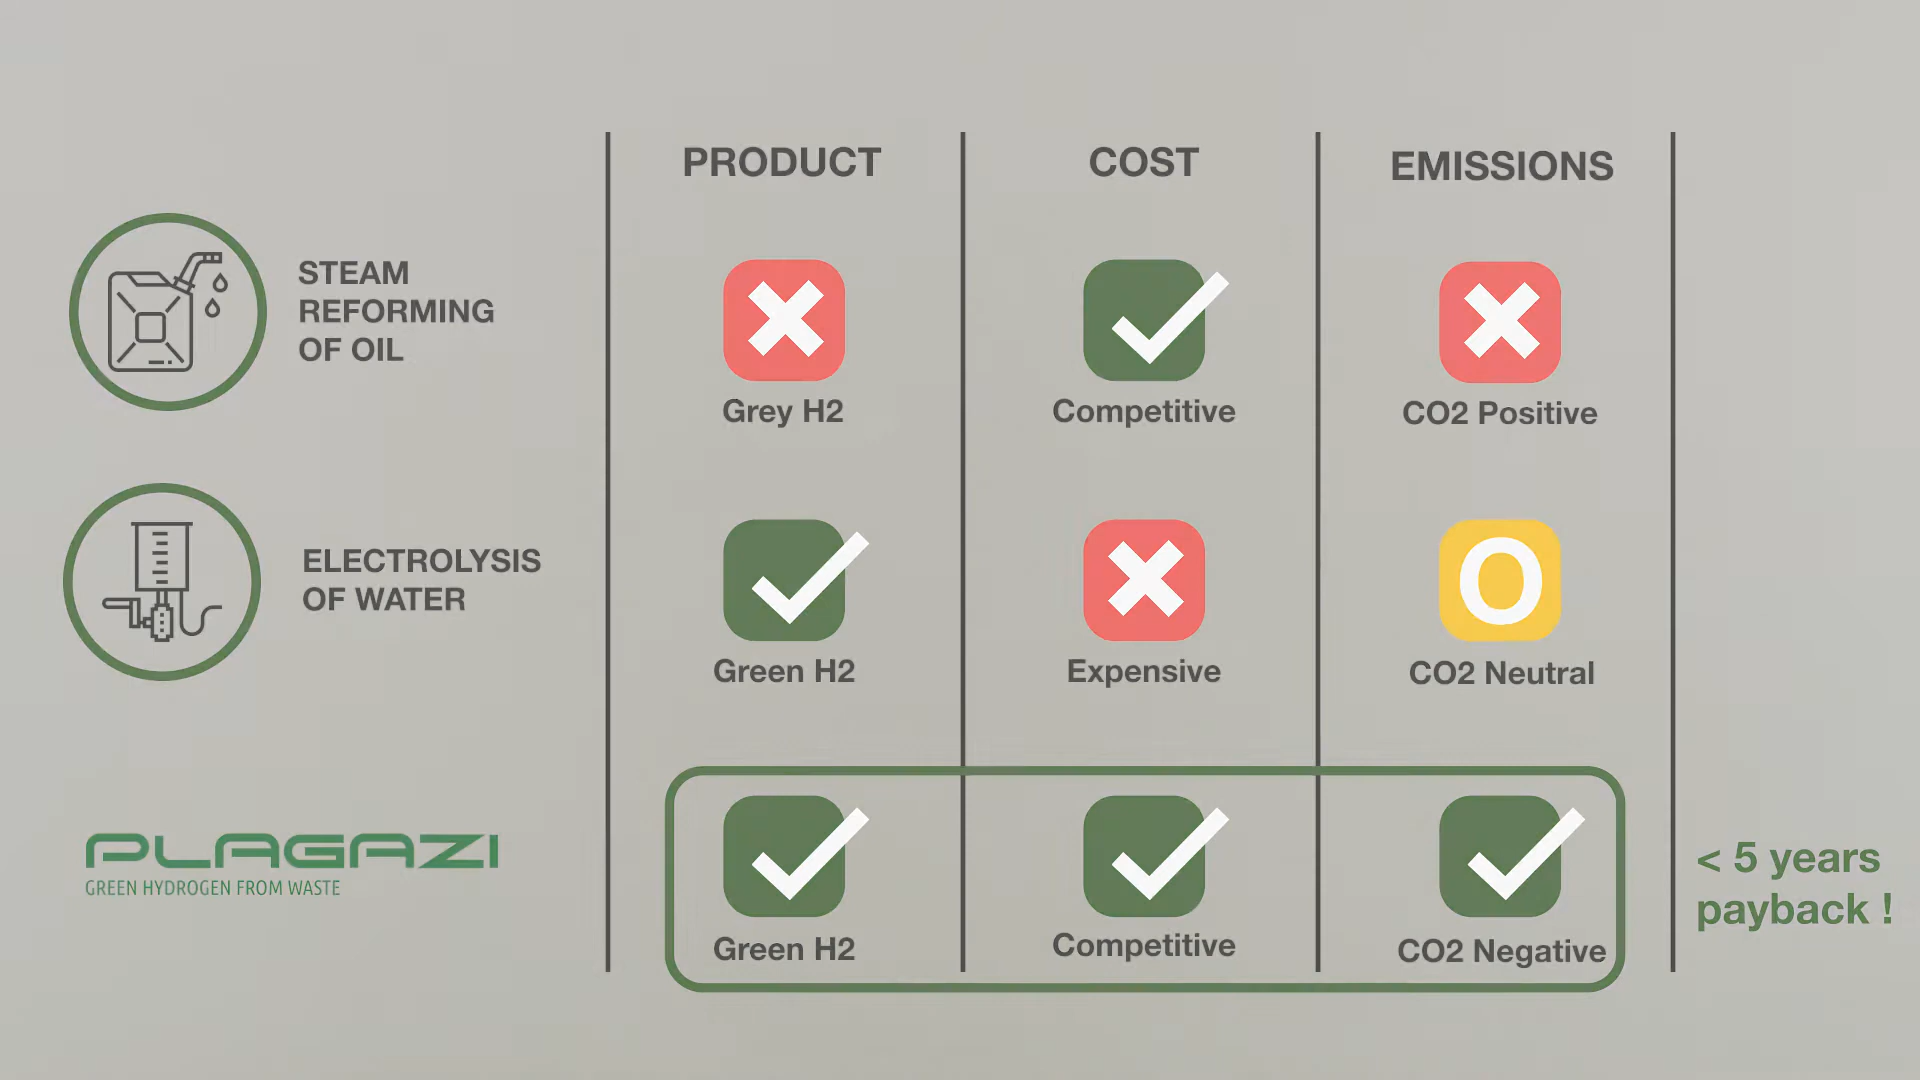 PRODUCT
COST
EMISSIONS
STEAM
REFORMING
OF OIL
Grey H2
Competitive
CO2 Positive
ELECTROLYSIS
OF WATER
O
Green H2
Expensive
CO2 Neutral
PLAGAZI
GREEN HYDROGEN FROM WASTE
Green H2
Competitive
CO2 Negative
< 5 years
payback !